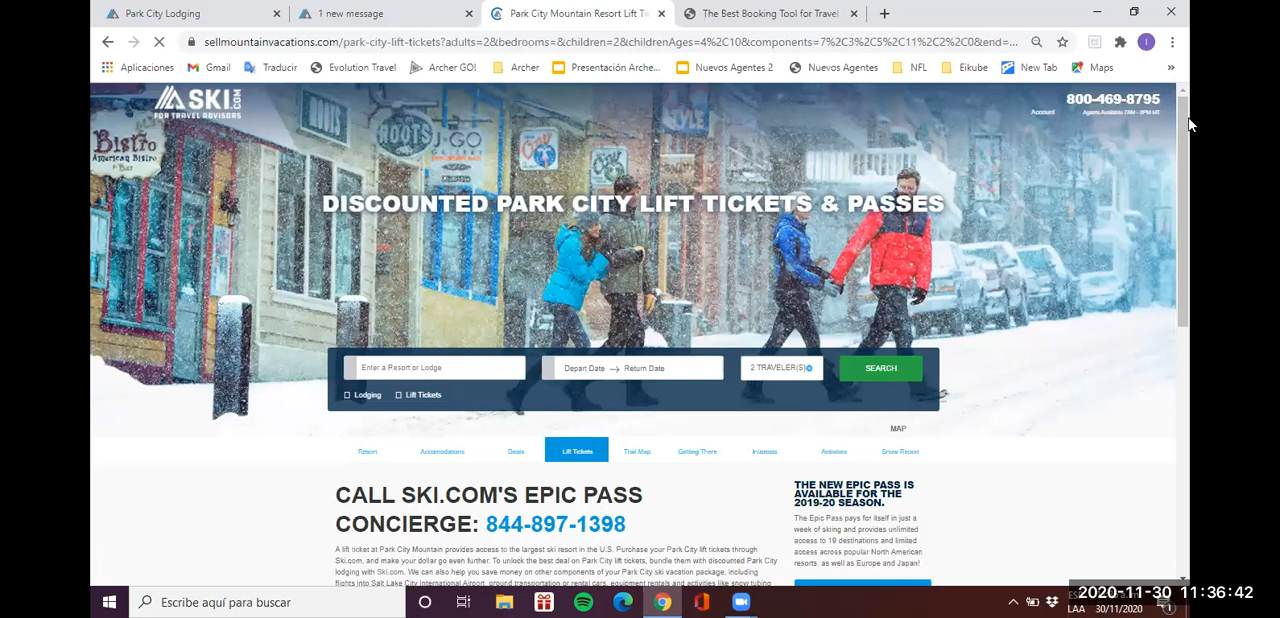 Park City Lodging
1 new message
Park City Mountain Resort Lift Ti
The Best Booking Tool for Travel
sellmountainvacations.com/park-city-lift-tickets?adults=2&bedrooms=&children=2&childrenAges=4%2C10&components=7%2C3%2C5%2C11%2C2%2C0&end=...
Aplicaciones
Gmail
Traducir
Evolution Travel
Archer GO!
Archer
Presentación Arche...
Nuevos Agentes 2
Nuevos Agentes
NFL
Eikube
New Tab
Maps
SKI.COM
FOR TRAVEL ADVISORS
800-469-8795
Account
Agents Available 7AM - 9PM MT
Bistro
American Bistro
& Bar
ROOTS
J-GO
GALLERY
DISCOUNTED PARK CITY LIFT TICKETS & PASSES
Enter a Resort or Lodge
Depart Date → Return Date
2 TRAVELER(S)
SEARCH
Lodging
Lift Tickets
MAP
Resort
Accomodations
Deals
Lift Tickets
Trail Map
Getting There
Interests
Activities
Snow Report
CALL SKI.COM'S EPIC PASS
CONCIERGE: 844-897-1398
A lift ticket at Park City Mountain provides access to the largest ski resort in the U.S. Purchase your Park City lift tickets through
Ski.com, and make your dollar go even further. To unlock the best deal on Park City lift tickets, bundle them with discounted Park City
lodging with Ski.com. We can also help you save money on other components of your Park City ski vacation package, including
flights into Salt Lake City International Airport, ground transportation or rental cars, equipment rentals and activities like snow tubing
THE NEW EPIC PASS IS
AVAILABLE FOR THE
2019-20 SEASON.
The Epic Pass pays for itself in just a
week of skiing and provides unlimited
access to 19 destinations and limited
access across popular North American
resorts, as well as Europe and Japan!
Escribe aquí para buscar
LAA
30/11/2020
1
2020-11-30 11:36:42